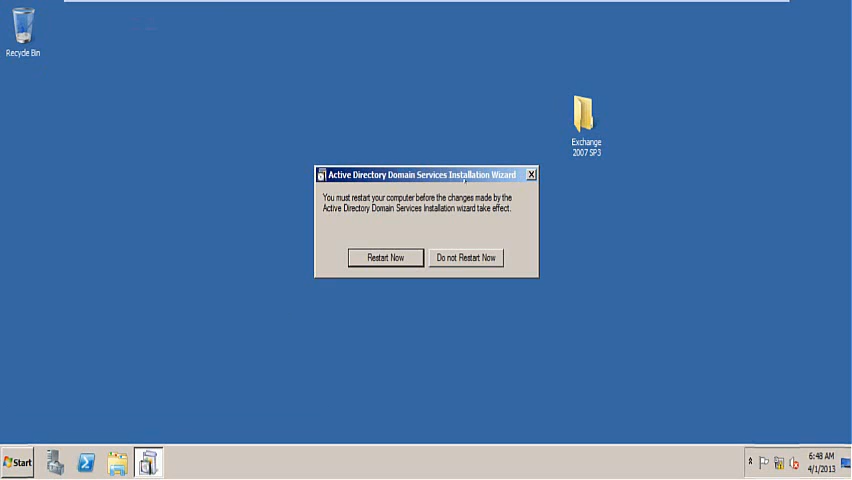 Recycle Bin
Exchange
2007 SP3
Active Directory Domain Services Installation Wizard
You must restart your computer before the changes made by the
Active Directory Domain Services Installation wizard take effect.
Restart Now
Do not Restart Now
Start
6:48 AM
4/1/2013